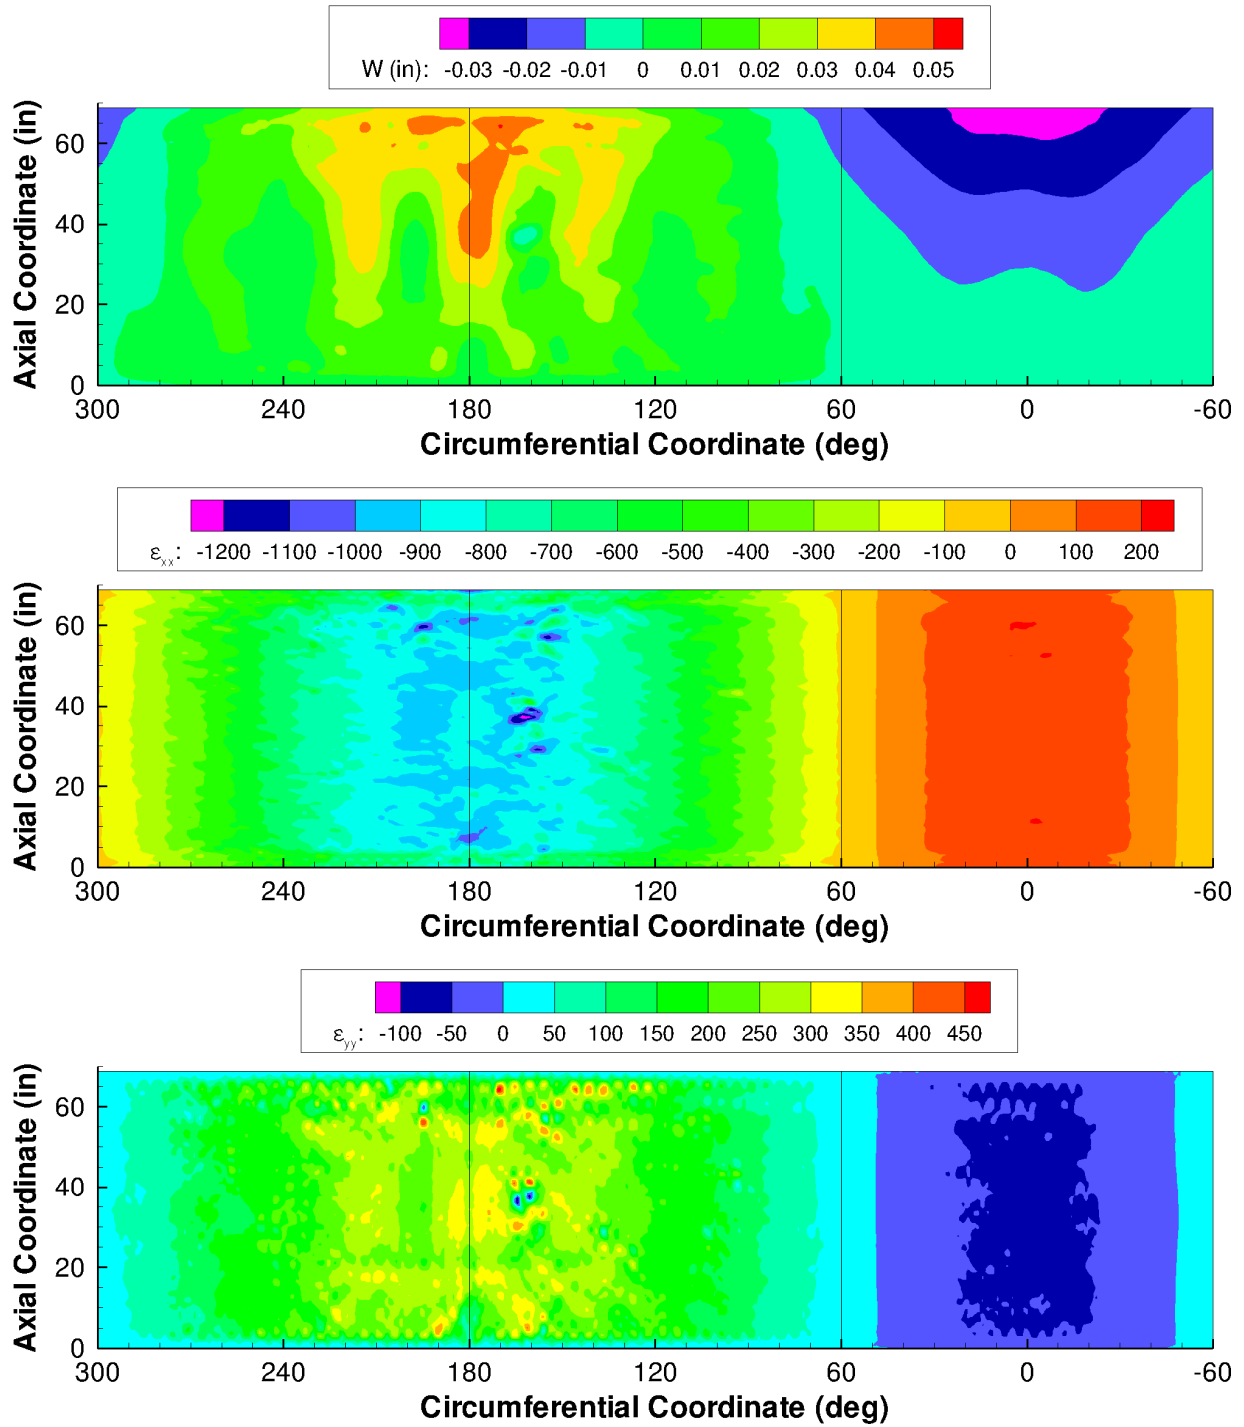 W (in): -0.03 -0.02 -0.01 0 0.01 0.02 0.03 0.04 0.05
Axial Coordinate (in)
60
40
20
0
300 240 180 120 60 0 -60
Circumferential Coordinate (deg)
εxx: -1200 -1100 -1000 -900 -800 -700 -600 -500 -400 -300 -200 -100 0 100 200
Axial Coordinate (in)
60
40
20
0
300 240 180 120 60 0 -60
Circumferential Coordinate (deg)
εyy: -100 -50 0 50 100 150 200 250 300 350 400 450
Axial Coordinate (in)
60
40
20
0
300 240 180 120 60 0 -60
Circumferential Coordinate (deg)